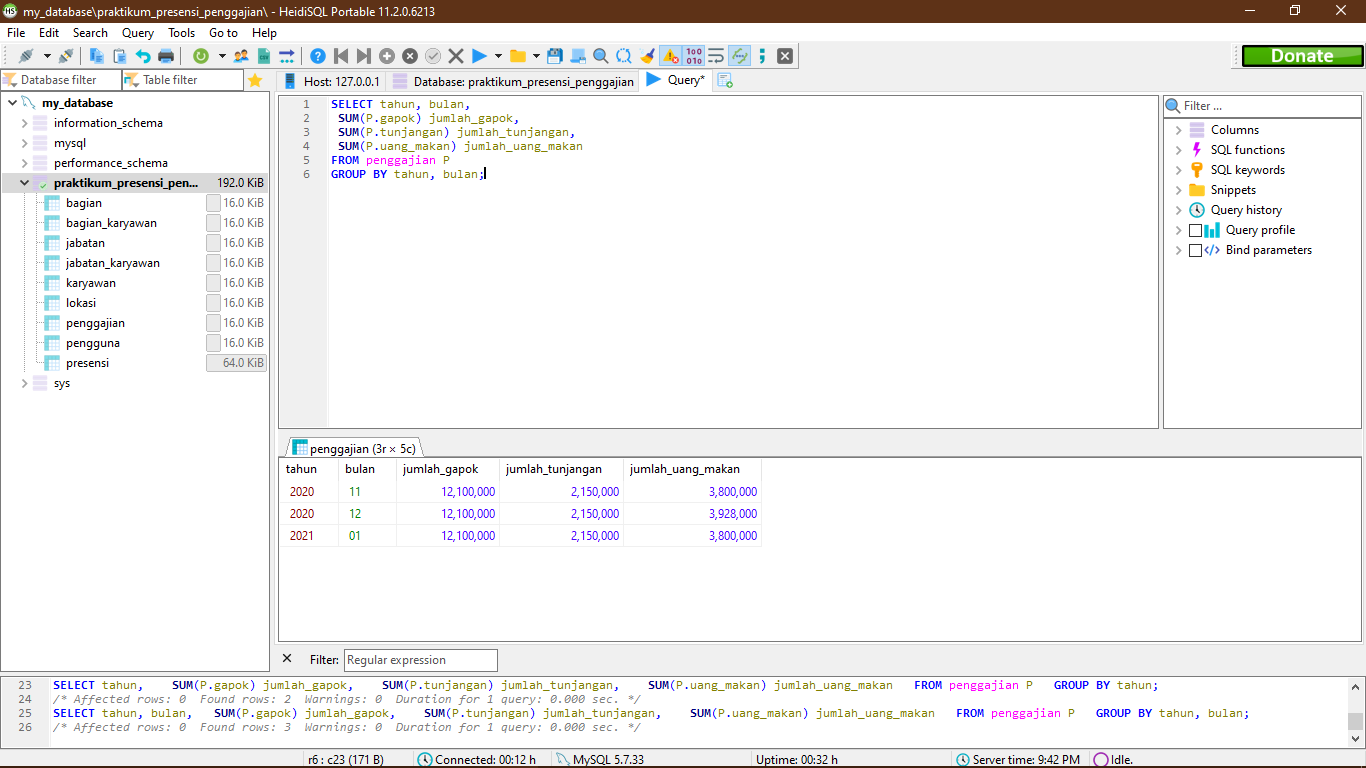 HS my_database\praktikum_presensi_penggajian\ - HeidiSQL Portable 11.2.0.6213
File Edit Search Query Tools Go to Help
Donate
Database filter Table filter
Host: 127.0.0.1 Database: praktikum_presensi_penggajian Query*
my_database
information_schema
mysql
performance_schema
praktikum_presensi_pen... 192.0 KiB
bagian 16.0 KiB
bagian_karyawan 16.0 KiB
jabatan 16.0 KiB
jabatan_karyawan 16.0 KiB
karyawan 16.0 KiB
lokasi 16.0 KiB
penggajian 16.0 KiB
pengguna 16.0 KiB
presensi 64.0 KiB
sys
1 SELECT tahun, bulan,
2 SUM(P.gapok) jumlah_gapok,
3 SUM(P.tunjangan) jumlah_tunjangan,
4 SUM(P.uang_makan) jumlah_uang_makan
5 FROM penggajian P
6 GROUP BY tahun, bulan;
Filter ...
Columns
SQL functions
SQL keywords
Snippets
Query history
Query profile
Bind parameters
penggajian (3r × 5c)
tahun bulan jumlah_gapok jumlah_tunjangan jumlah_uang_makan
2020 11 12,100,000 2,150,000 3,800,000
2020 12 12,100,000 2,150,000 3,928,000
2021 01 12,100,000 2,150,000 3,800,000
Filter: Regular expression
23 SELECT tahun, SUM(P.gapok) jumlah_gapok, SUM(P.tunjangan) jumlah_tunjangan, SUM(P.uang_makan) jumlah_uang_makan FROM penggajian P GROUP BY tahun;
24 /* Affected rows: 0 Found rows: 2 Warnings: 0 Duration for 1 query: 0.000 sec. */
25 SELECT tahun, bulan, SUM(P.gapok) jumlah_gapok, SUM(P.tunjangan) jumlah_tunjangan, SUM(P.uang_makan) jumlah_uang_makan FROM penggajian P GROUP BY tahun, bulan;
26 /* Affected rows: 0 Found rows: 3 Warnings: 0 Duration for 1 query: 0.000 sec. */
r6 : c23 (171 B) Connected: 00:12 h MySQL 5.7.33 Uptime: 00:32 h Server time: 9:42 PM Idle.